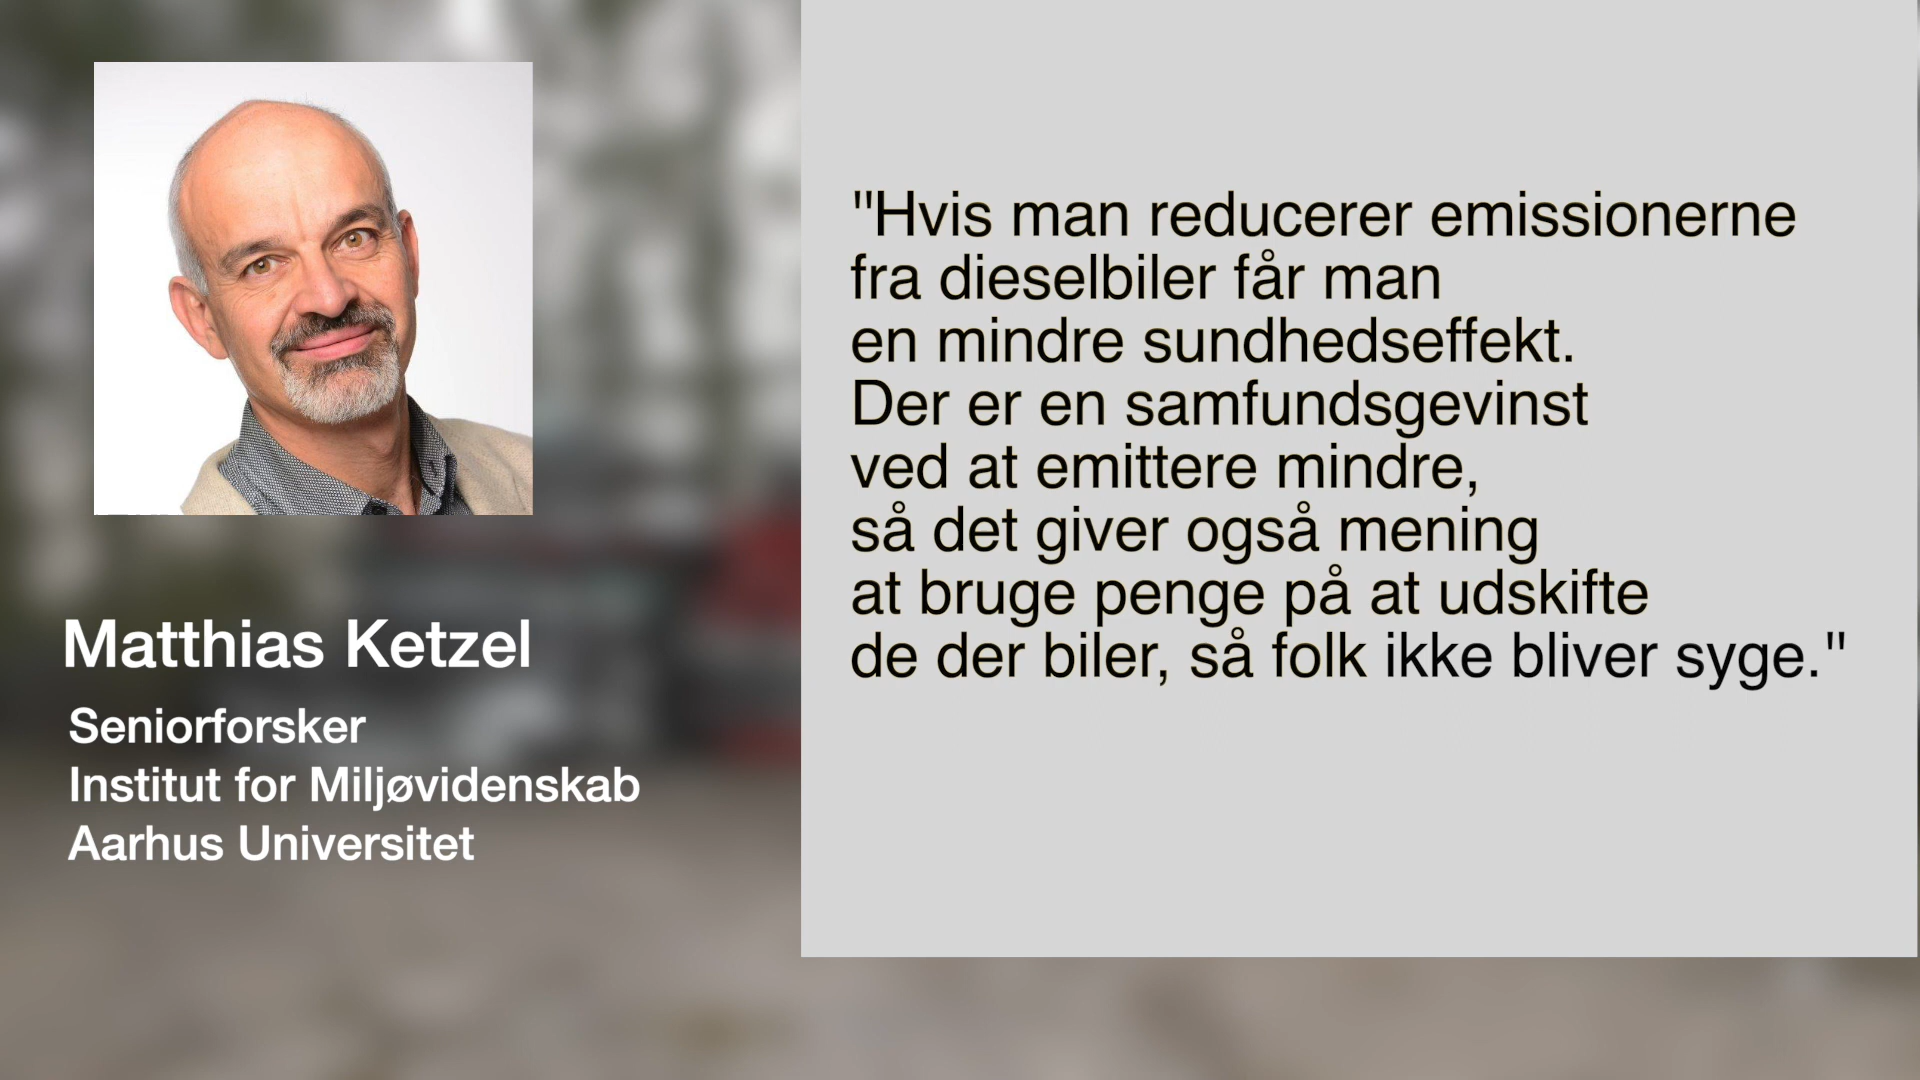 Matthias Ketzel
Seniorforsker
Institut for Miljøvidenskab
Aarhus Universitet
"Hvis man reducerer emissionerne
fra dieselbiler får man
en mindre sundhedseffekt.
Der er en samfundsgevinst
ved at emittere mindre,
så det giver også mening
at bruge penge på at udskifte
de der biler, så folk ikke bliver syge."